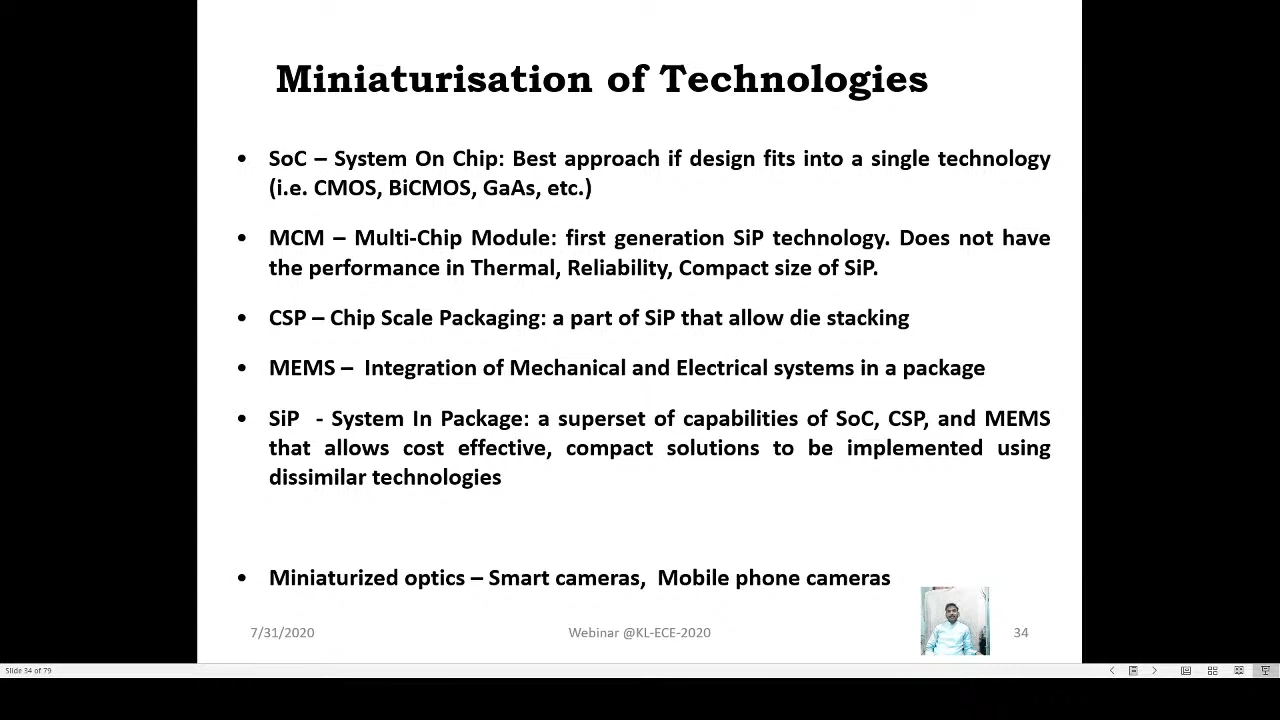 Miniaturisation of Technologies
• SoC – System On Chip: Best approach if design fits into a single technology
(i.e. CMOS, BiCMOS, GaAs, etc.)
• MCM – Multi-Chip Module: first generation SiP technology. Does not have
the performance in Thermal, Reliability, Compact size of SiP.
• CSP – Chip Scale Packaging: a part of SiP that allow die stacking
• MEMS –  Integration of Mechanical and Electrical systems in a package
• SiP  - System In Package: a superset of capabilities of SoC, CSP, and MEMS
that allows cost effective, compact solutions to be implemented using
dissimilar technologies
• Miniaturized optics – Smart cameras,  Mobile phone cameras
7/31/2020 Webinar @KL-ECE-2020 34
Slide 34 of 79